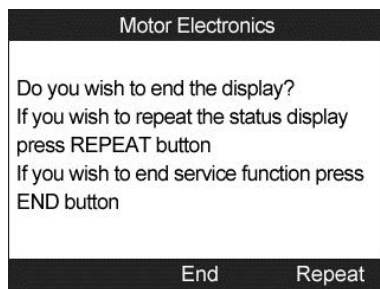 Motor Electronics
Do you wish to end the display?
If you wish to repeat the status display
press REPEAT button
If you wish to end service function press
END button
End Repeat